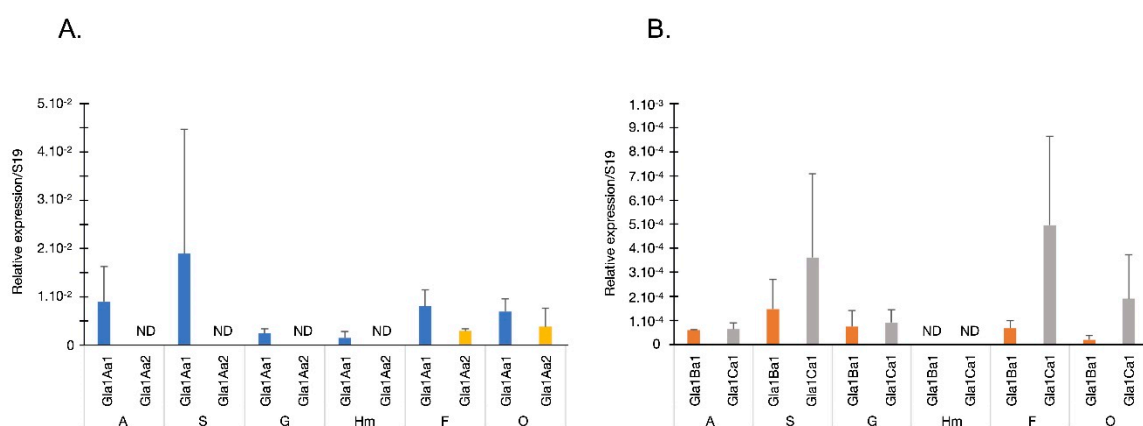 A.
Relative expression/S19
5.10⁻²
4.10⁻²
3.10⁻²
2.10⁻²
1.10⁻²
0
ND
ND
ND
ND
Gla1Aa1
Gla1Aa2
Gla1Aa1
Gla1Aa2
Gla1Aa1
Gla1Aa2
Gla1Aa1
Gla1Aa2
Gla1Aa1
Gla1Aa2
Gla1Aa1
Gla1Aa2
A S G Hm F O
B.
Relative expression/S19
1.10⁻³
9.10⁻⁴
8.10⁻⁴
7.10⁻⁴
6.10⁻⁴
5.10⁻⁴
4.10⁻⁴
3.10⁻⁴
2.10⁻⁴
1.10⁻⁴
0
ND
ND
Gla1Ba1
Gla1Ca1
Gla1Ba1
Gla1Ca1
Gla1Ba1
Gla1Ca1
Gla1Ba1
Gla1Ca1
Gla1Ba1
Gla1Ca1
Gla1Ba1
Gla1Ca1
A S G Hm F O